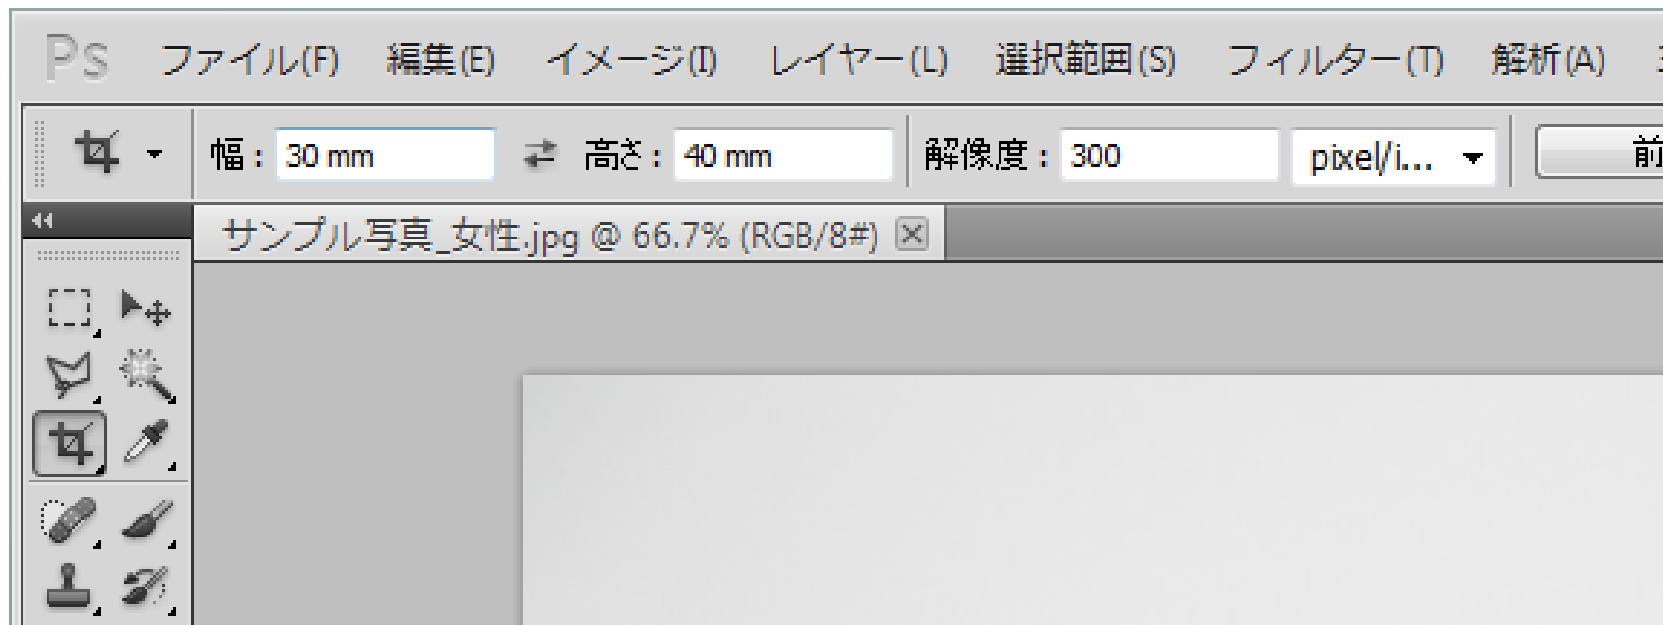 Ps ファイル(F) 編集(E) イメージ(I) レイヤー(L) 選択範囲(S) フィルター(T) 解析(A)
幅: 30 mm 高さ: 40 mm 解像度: 300 pixel/i... 前
サンプル写真_女性.jpg @ 66.7% (RGB/8#)